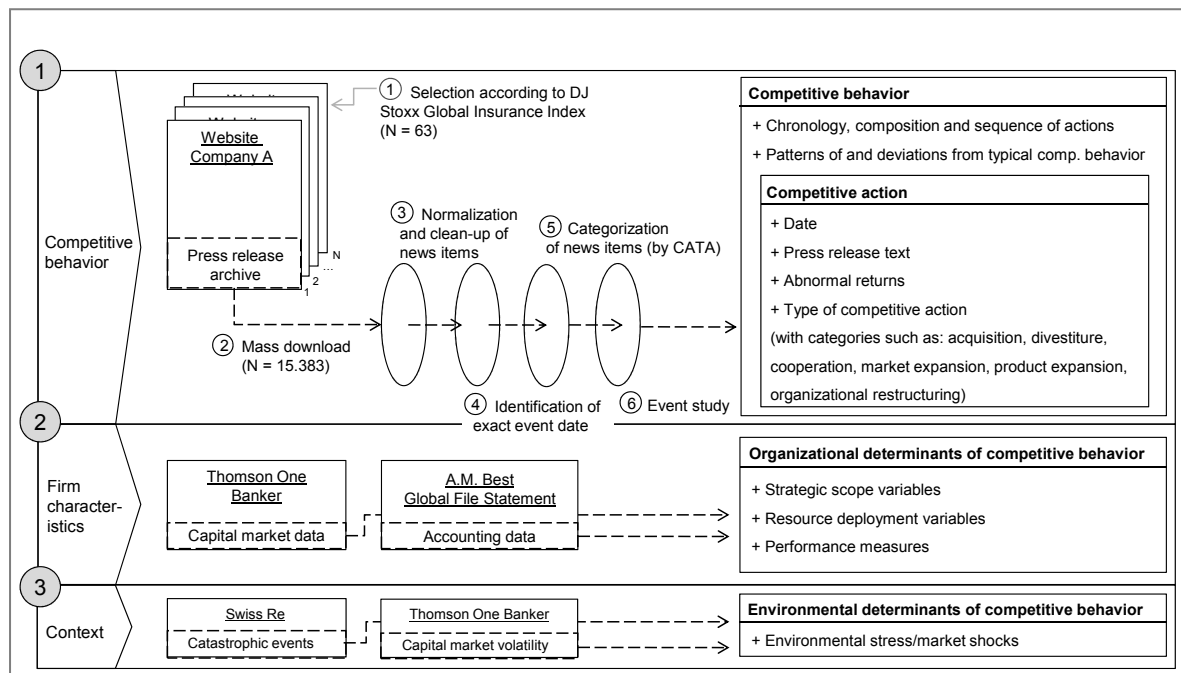 1
Competitive
behavior
Website
Website
Website
Company A
Press release
archive
1
2
...
N
1 Selection according to DJ
Stoxx Global Insurance Index
(N = 63)
2 Mass download
(N = 15.383)
3 Normalization
and clean-up of
news items
4 Identification of
exact event date
5 Categorization
of news items (by CATA)
6 Event study
Competitive behavior
+ Chronology, composition and sequence of actions
+ Patterns of and deviations from typical comp. behavior
Competitive action
+ Date
+ Press release text
+ Abnormal returns
+ Type of competitive action
(with categories such as: acquisition, divestiture,
cooperation, market expansion, product expansion,
organizational restructuring)
2
Firm
character-
istics
Thomson One
Banker
Capital market data
A.M. Best
Global File Statement
Accounting data
Organizational determinants of competitive behavior
+ Strategic scope variables
+ Resource deployment variables
+ Performance measures
3
Context
Swiss Re
Catastrophic events
Thomson One Banker
Capital market volatility
Environmental determinants of competitive behavior
+ Environmental stress/market shocks